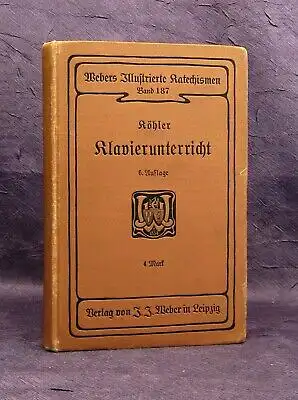 Webers Illustrierte Katechismen
Band 187
Köhler
Klavierunterricht
6. Auflage
4 Mark
Verlag von J. J. Weber in Leipzig